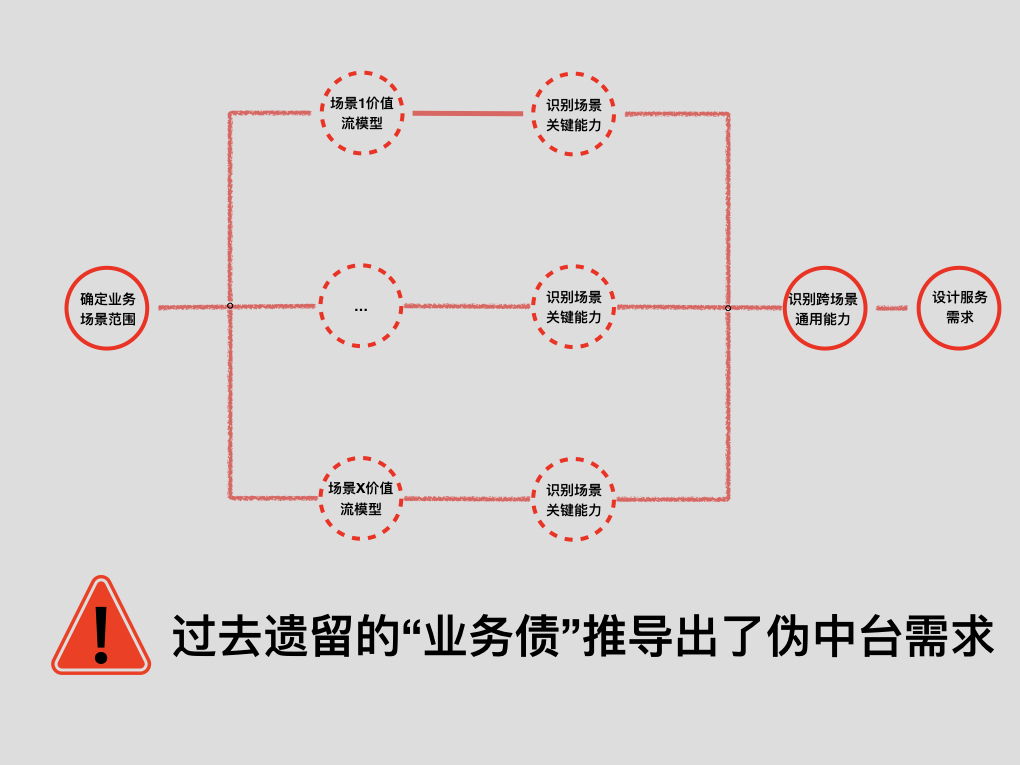 场景1价值
流模型
识别场景
关键能力
确定业务
场景范围
...
识别场景
关键能力
识别跨场景
通用能力
设计服务
需求
场景X价值
流模型
识别场景
关键能力
!
过去遗留的“业务债”推导出了伪中台需求